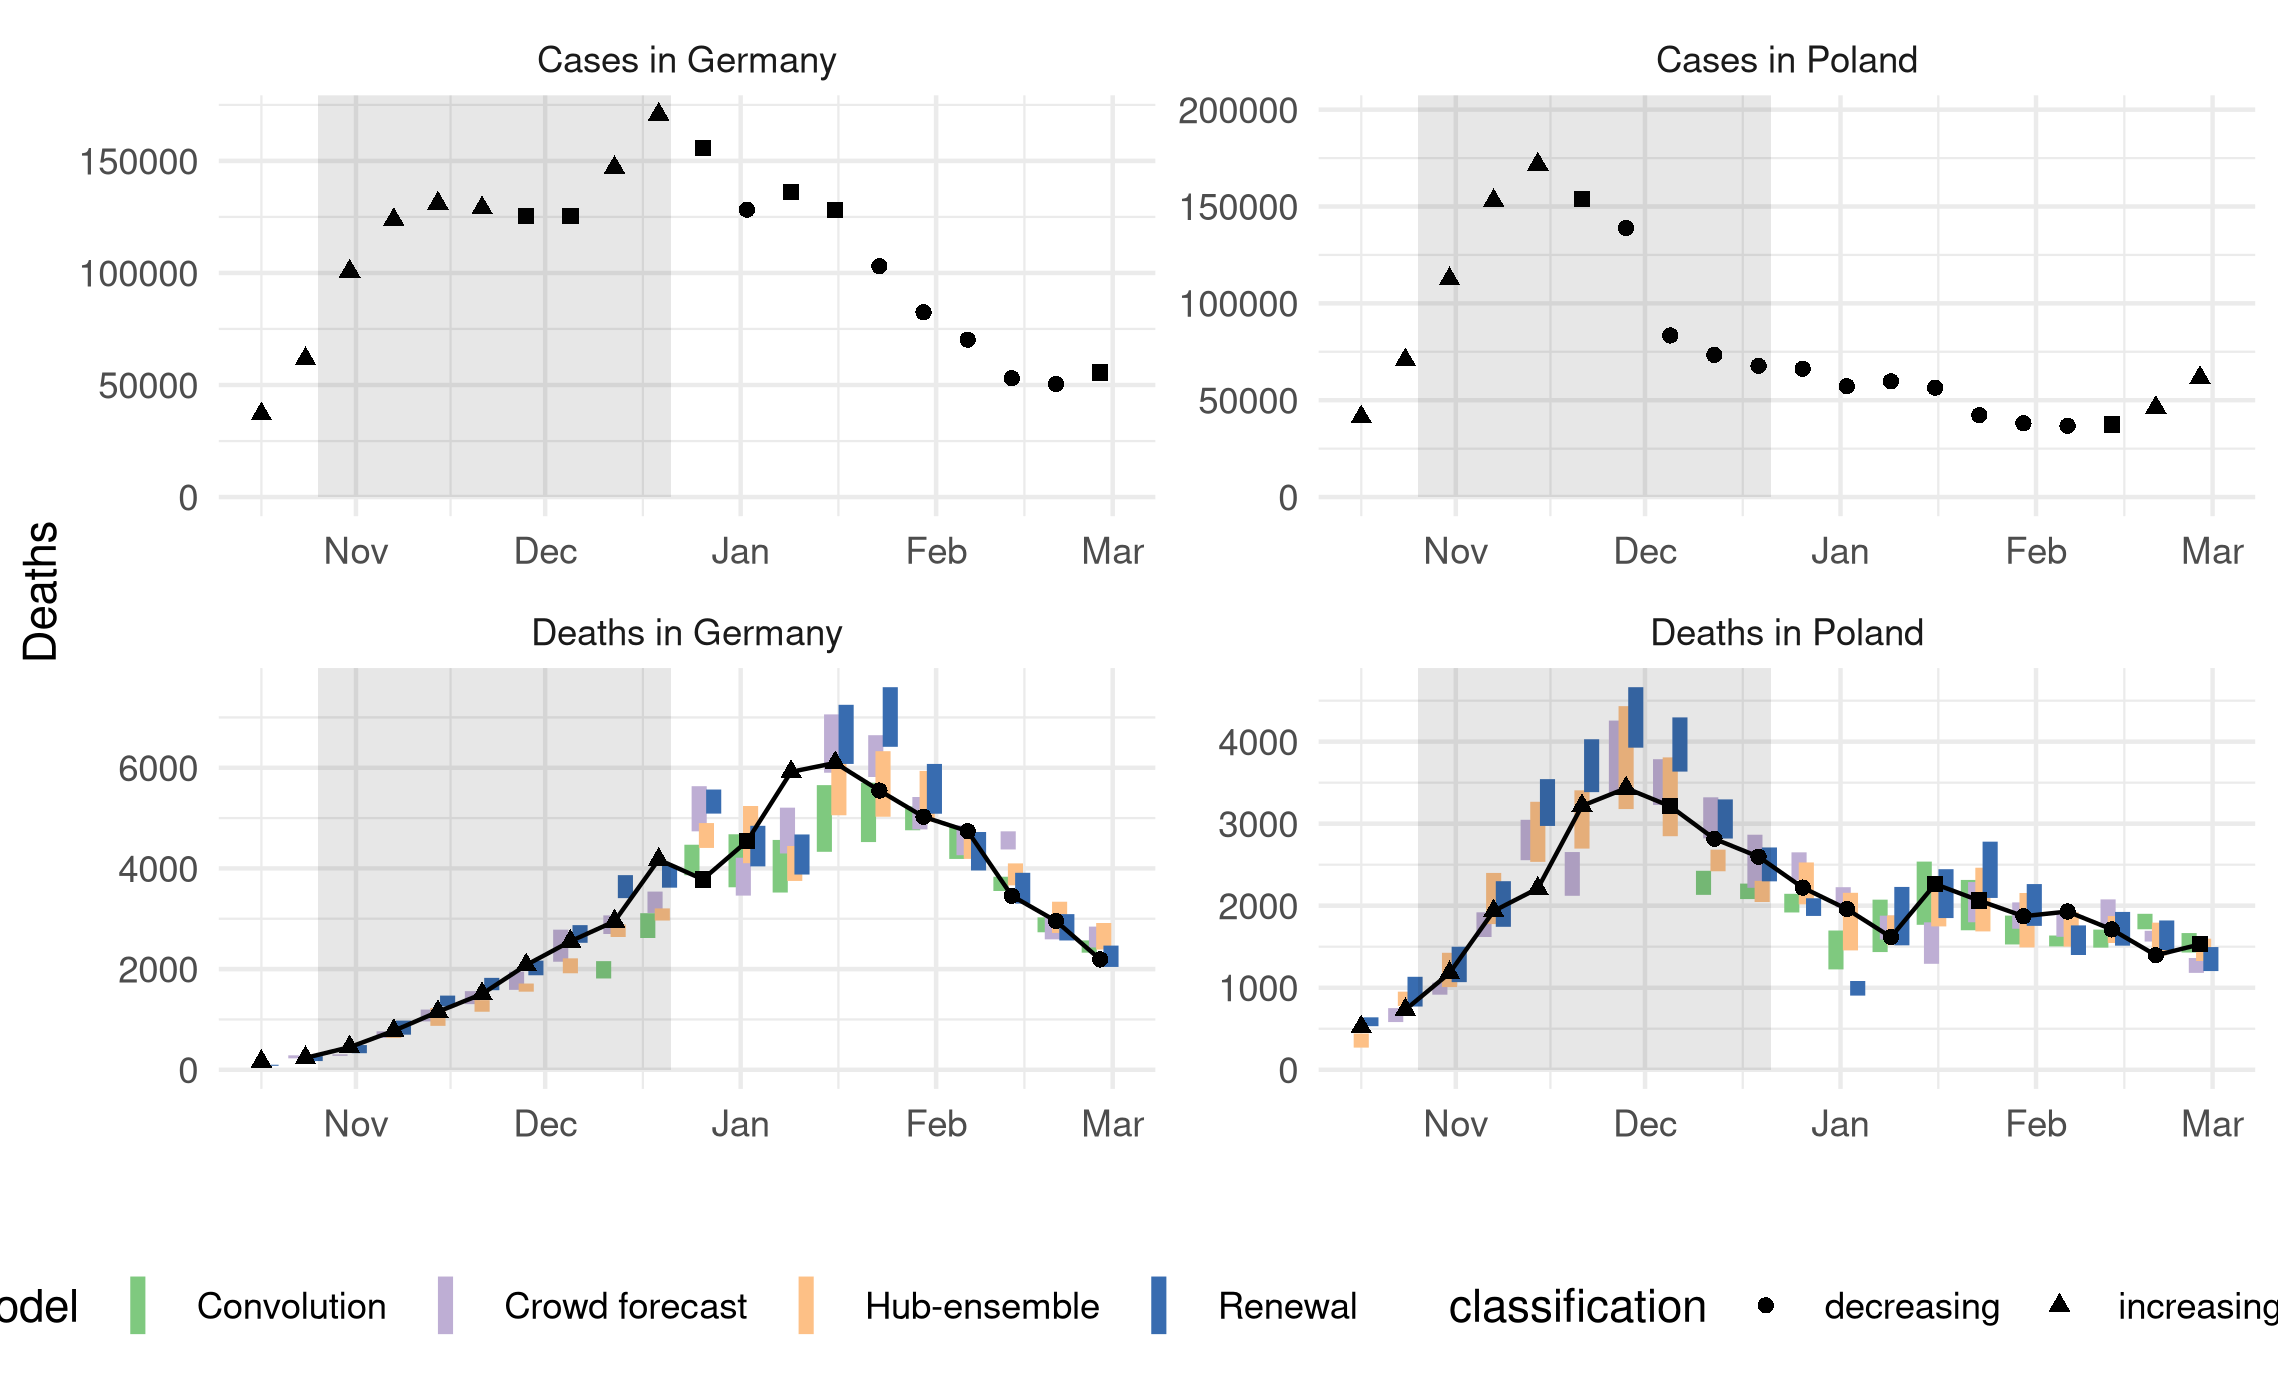 Cases in Germany
150000
100000
50000
0
Nov Dec Jan Feb Mar
Cases in Poland
200000
150000
100000
50000
0
Nov Dec Jan Feb Mar
Deaths
Deaths in Germany
6000
4000
2000
0
Nov Dec Jan Feb Mar
Deaths in Poland
4000
3000
2000
1000
0
Nov Dec Jan Feb Mar
odel Convolution Crowd forecast Hub-ensemble Renewal classification decreasing increasing